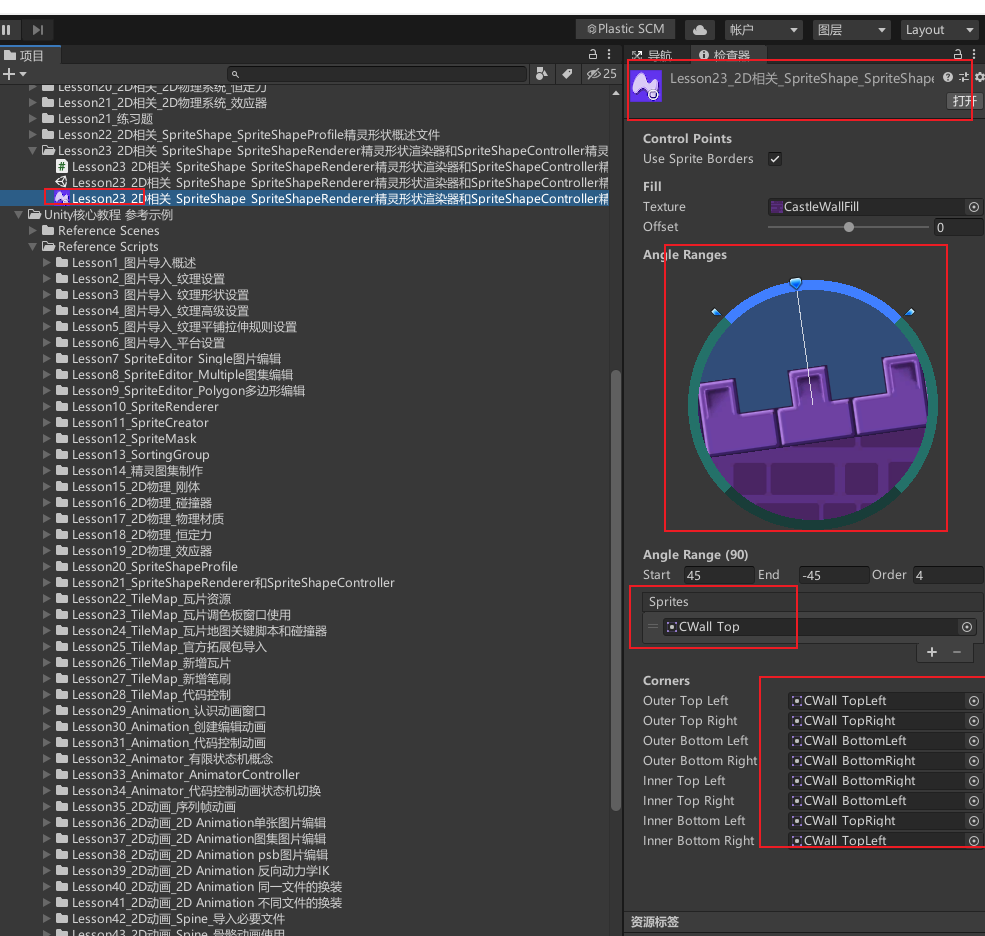 Plastic SCM
帐户
图层
Layout
项目
25
Lesson20_2D相关_2D物理系统_恒定力
Lesson21_2D相关_2D物理系统_效应器
Lesson21_练习题
Lesson22_2D相关_SpriteShape_SpriteShapeProfile精灵形状概述文件
Lesson23_2D相关_SpriteShape_SpriteShapeRenderer精灵形状渲染器和SpriteShapeController精灵
Lesson23_2D相关_SpriteShape_SpriteShapeRenderer精灵形状渲染器和SpriteShapeController精
Lesson23_2D相关_SpriteShape_SpriteShapeRenderer精灵形状渲染器和SpriteShapeController精
Lesson23_2D相关_SpriteShape_SpriteShapeRenderer精灵形状渲染器和SpriteShapeController精
Unity核心教程 参考示例
Reference Scenes
Reference Scripts
Lesson1_图片导入概述
Lesson2_图片导入_纹理设置
Lesson3_图片导入_纹理形状设置
Lesson4_图片导入_纹理高级设置
Lesson5_图片导入_纹理平铺拉伸规则设置
Lesson6_图片导入_平台设置
Lesson7_SpriteEditor_Single图片编辑
Lesson8_SpriteEditor_Multiple图集编辑
Lesson9_SpriteEditor_Polygon多边形编辑
Lesson10_SpriteRenderer
Lesson11_SpriteCreator
Lesson12_SpriteMask
Lesson13_SortingGroup
Lesson14_精灵图集制作
Lesson15_2D物理_刚体
Lesson16_2D物理_碰撞器
Lesson17_2D物理_物理材质
Lesson18_2D物理_恒定力
Lesson19_2D物理_效应器
Lesson20_SpriteShapeProfile
Lesson21_SpriteShapeRenderer和SpriteShapeController
Lesson22_TileMap_瓦片资源
Lesson23_TileMap_瓦片调色板窗口使用
Lesson24_TileMap_瓦片地图关键脚本和碰撞器
Lesson25_TileMap_官方拓展包导入
Lesson26_TileMap_新增瓦片
Lesson27_TileMap_新增笔刷
Lesson28_TileMap_代码控制
Lesson29_Animation_认识动画窗口
Lesson30_Animation_创建编辑动画
Lesson31_Animation_代码控制动画
Lesson32_Animator_有限状态机概念
Lesson33_Animator_AnimatorController
Lesson34_Animator_代码控制动画状态机切换
Lesson35_2D动画_序列帧动画
Lesson36_2D动画_2D Animation单张图片编辑
Lesson37_2D动画_2D Animation图集图片编辑
Lesson38_2D动画_2D Animation psb图片编辑
Lesson39_2D动画_2D Animation 反向动力学IK
Lesson40_2D动画_2D Animation 同一文件的换装
Lesson41_2D动画_2D Animation 不同文件的换装
Lesson42_2D动画_Spine_导入必要文件
Lesson43_2D动画_Spine_骨骼动画使用
导航
检查器
Lesson23_2D相关_SpriteShape_SpriteShape
打开
Control Points
Use Sprite Borders
Fill
Texture CastleWallFill
Offset 0
Angle Ranges
Angle Range (90)
Start 45 End -45 Order 4
Sprites
CWall Top
Corners
Outer Top Left CWall TopLeft
Outer Top Right CWall TopRight
Outer Bottom Left CWall BottomLeft
Outer Bottom Right CWall BottomRight
Inner Top Left CWall BottomRight
Inner Top Right CWall BottomLeft
Inner Bottom Left CWall TopRight
Inner Bottom Right CWall TopLeft
资源标签